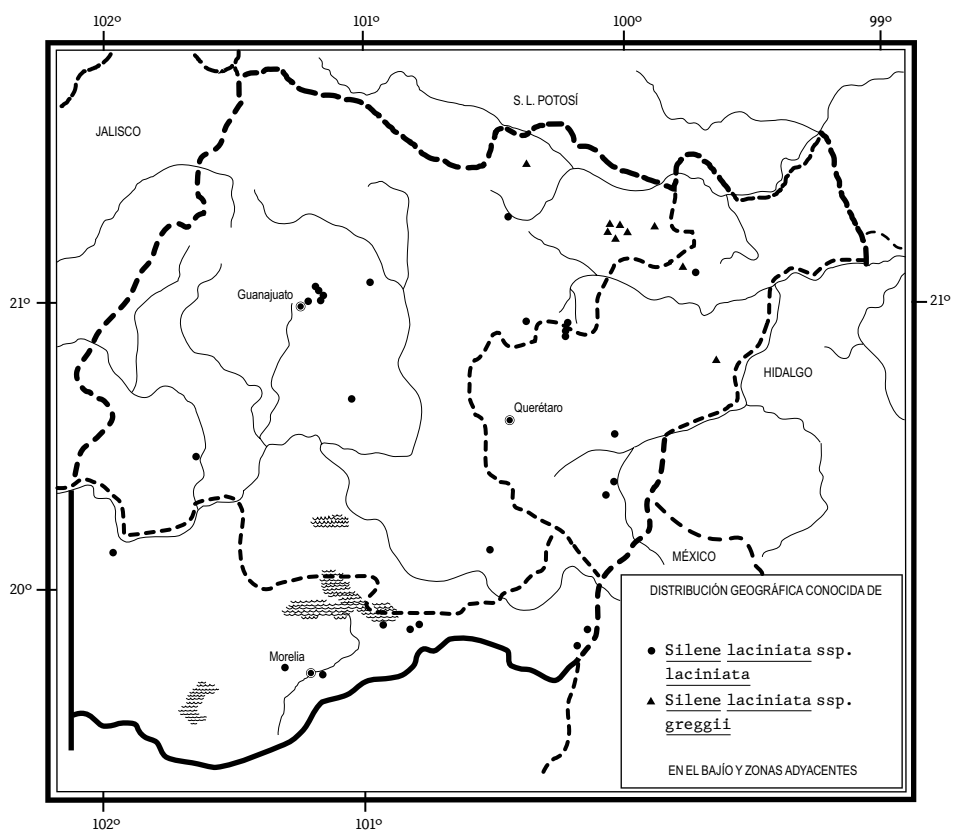 102º 101º 100º 99º
S. L. POTOSÍ
JALISCO
Guanajuato
21º 21º
HIDALGO
Querétaro
MÉXICO
20º
DISTRIBUCIÓN GEOGRÁFICA CONOCIDA DE
Silene laciniata ssp.
laciniata
Silene laciniata ssp.
greggii
EN EL BAJÍO Y ZONAS ADYACENTES
Morelia
102º 101º